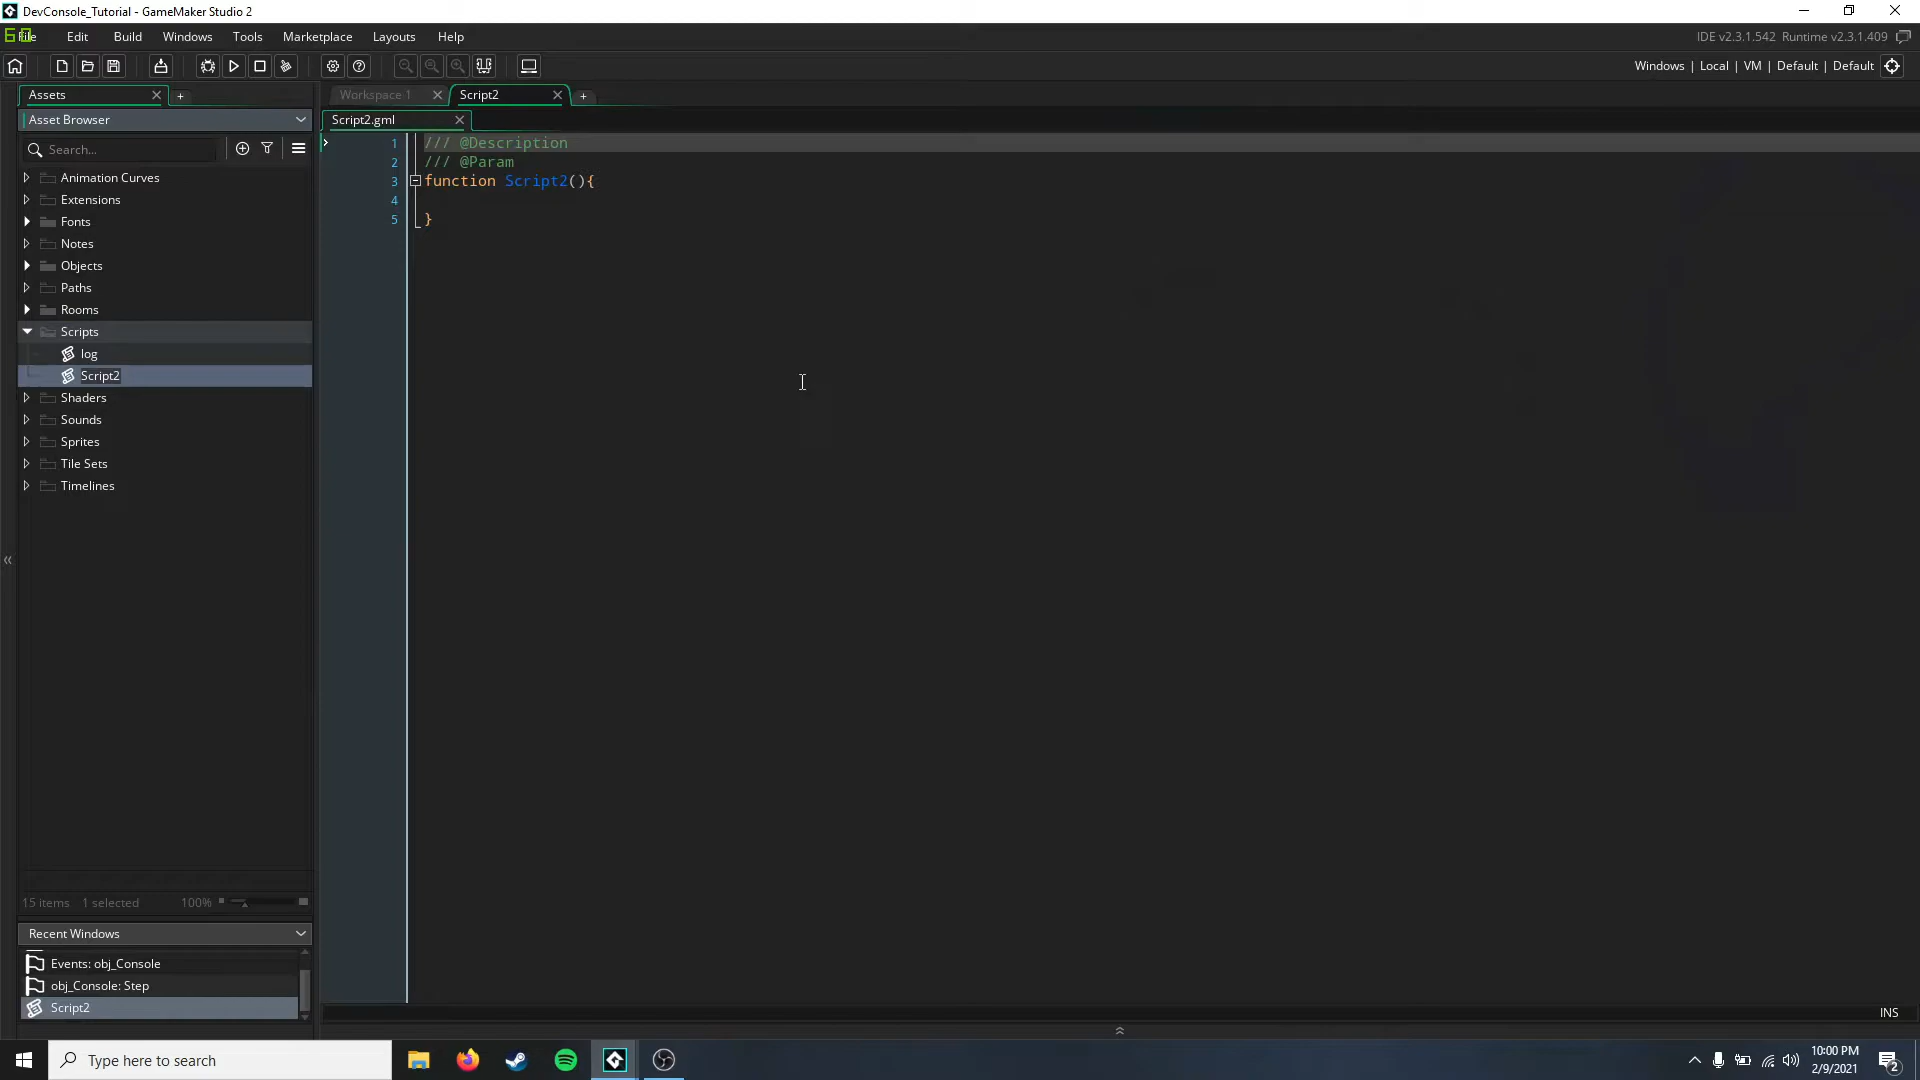 DevConsole_Tutorial - GameMaker Studio 2
60
File Edit Build Windows Tools Marketplace Layouts Help
IDE v2.3.1.542 Runtime v2.3.1.409
Windows | Local | VM | Default | Default
Assets
Workspace 1
Script2
Asset Browser
Script2.gml
Search...
1 /// @Description
2 /// @Param
3 function Script2(){
4
5 }
Animation Curves
Extensions
Fonts
Notes
Objects
Paths
Rooms
Scripts
log
Script2
Shaders
Sounds
Sprites
Tile Sets
Timelines
15 items 1 selected 100%
Recent Windows
Events: obj_Console
obj_Console: Step
Script2
INS
Type here to search
10:00 PM
2/9/2021
2